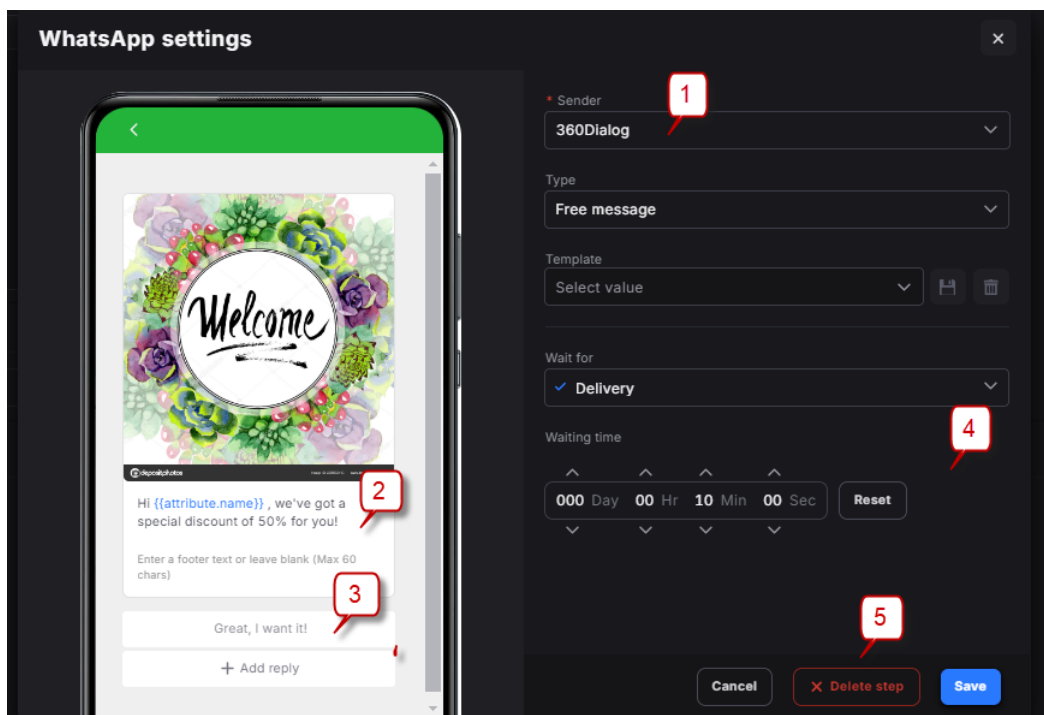 WhatsApp settings
* Sender
1
360Dialog
Type
Free message
Template
Select value
Wait for
Delivery
4
Waiting time
000 Day 00 Hr 10 Min 00 Sec
Reset
5
Cancel
Delete step
Save
Welcome
depositphotos
Hi {{attribute.name}} , we've got a
special discount of 50% for you!
2
Enter a footer text or leave blank (Max 60
chars)
3
Great, I want it!
+ Add reply